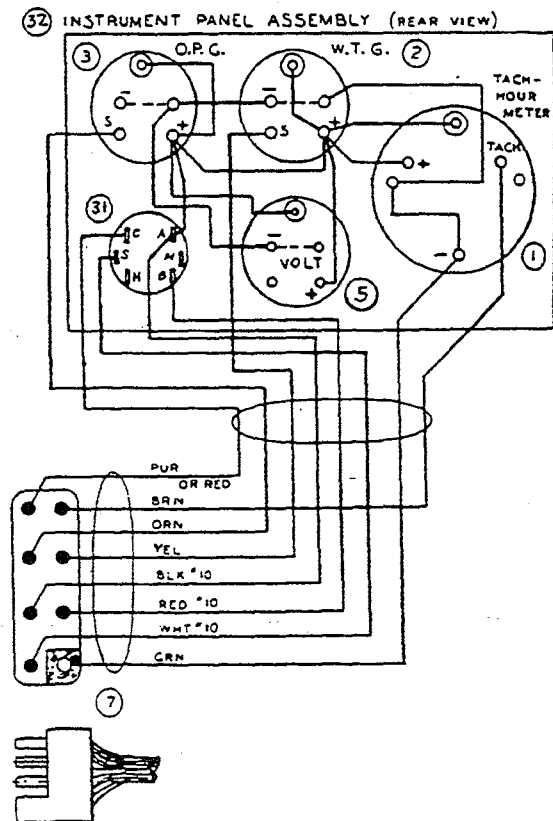 32 INSTRUMENT PANEL ASSEMBLY (REAR VIEW)
3 O.P.G. W.T.G. 2
TACH-
HOUR
METER
- + S
- + S
+ TACH -
1
31
C A
S N
H B
- VOLT +
5
PUR
OR RED
BRN
ORN
YEL
BLK #10
RED #10
WHT #10
GRN
7